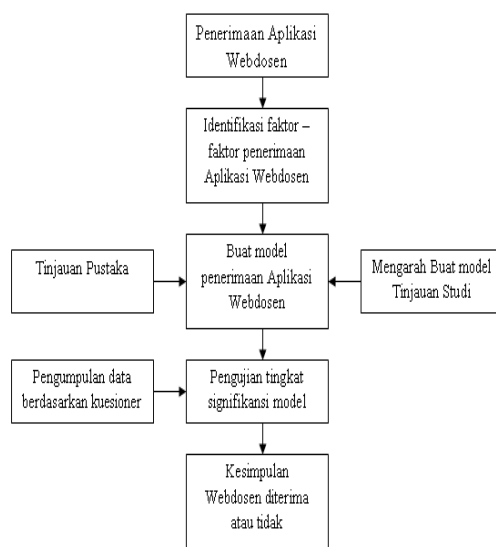 Penerimaan Aplikasi
Webdosen
Identifikasi faktor –
faktor penerimaan
Aplikasi Webdosen
Tinjauan Pustaka
Buat model
penerimaan Aplikasi
Webdosen
Mengarah Buat model
Tinjauan Studi
Pengumpulan data
berdasarkan kuesioner
Pengujian tingkat
signifikansi model
Kesimpulan
Webdosen diterima
atau tidak